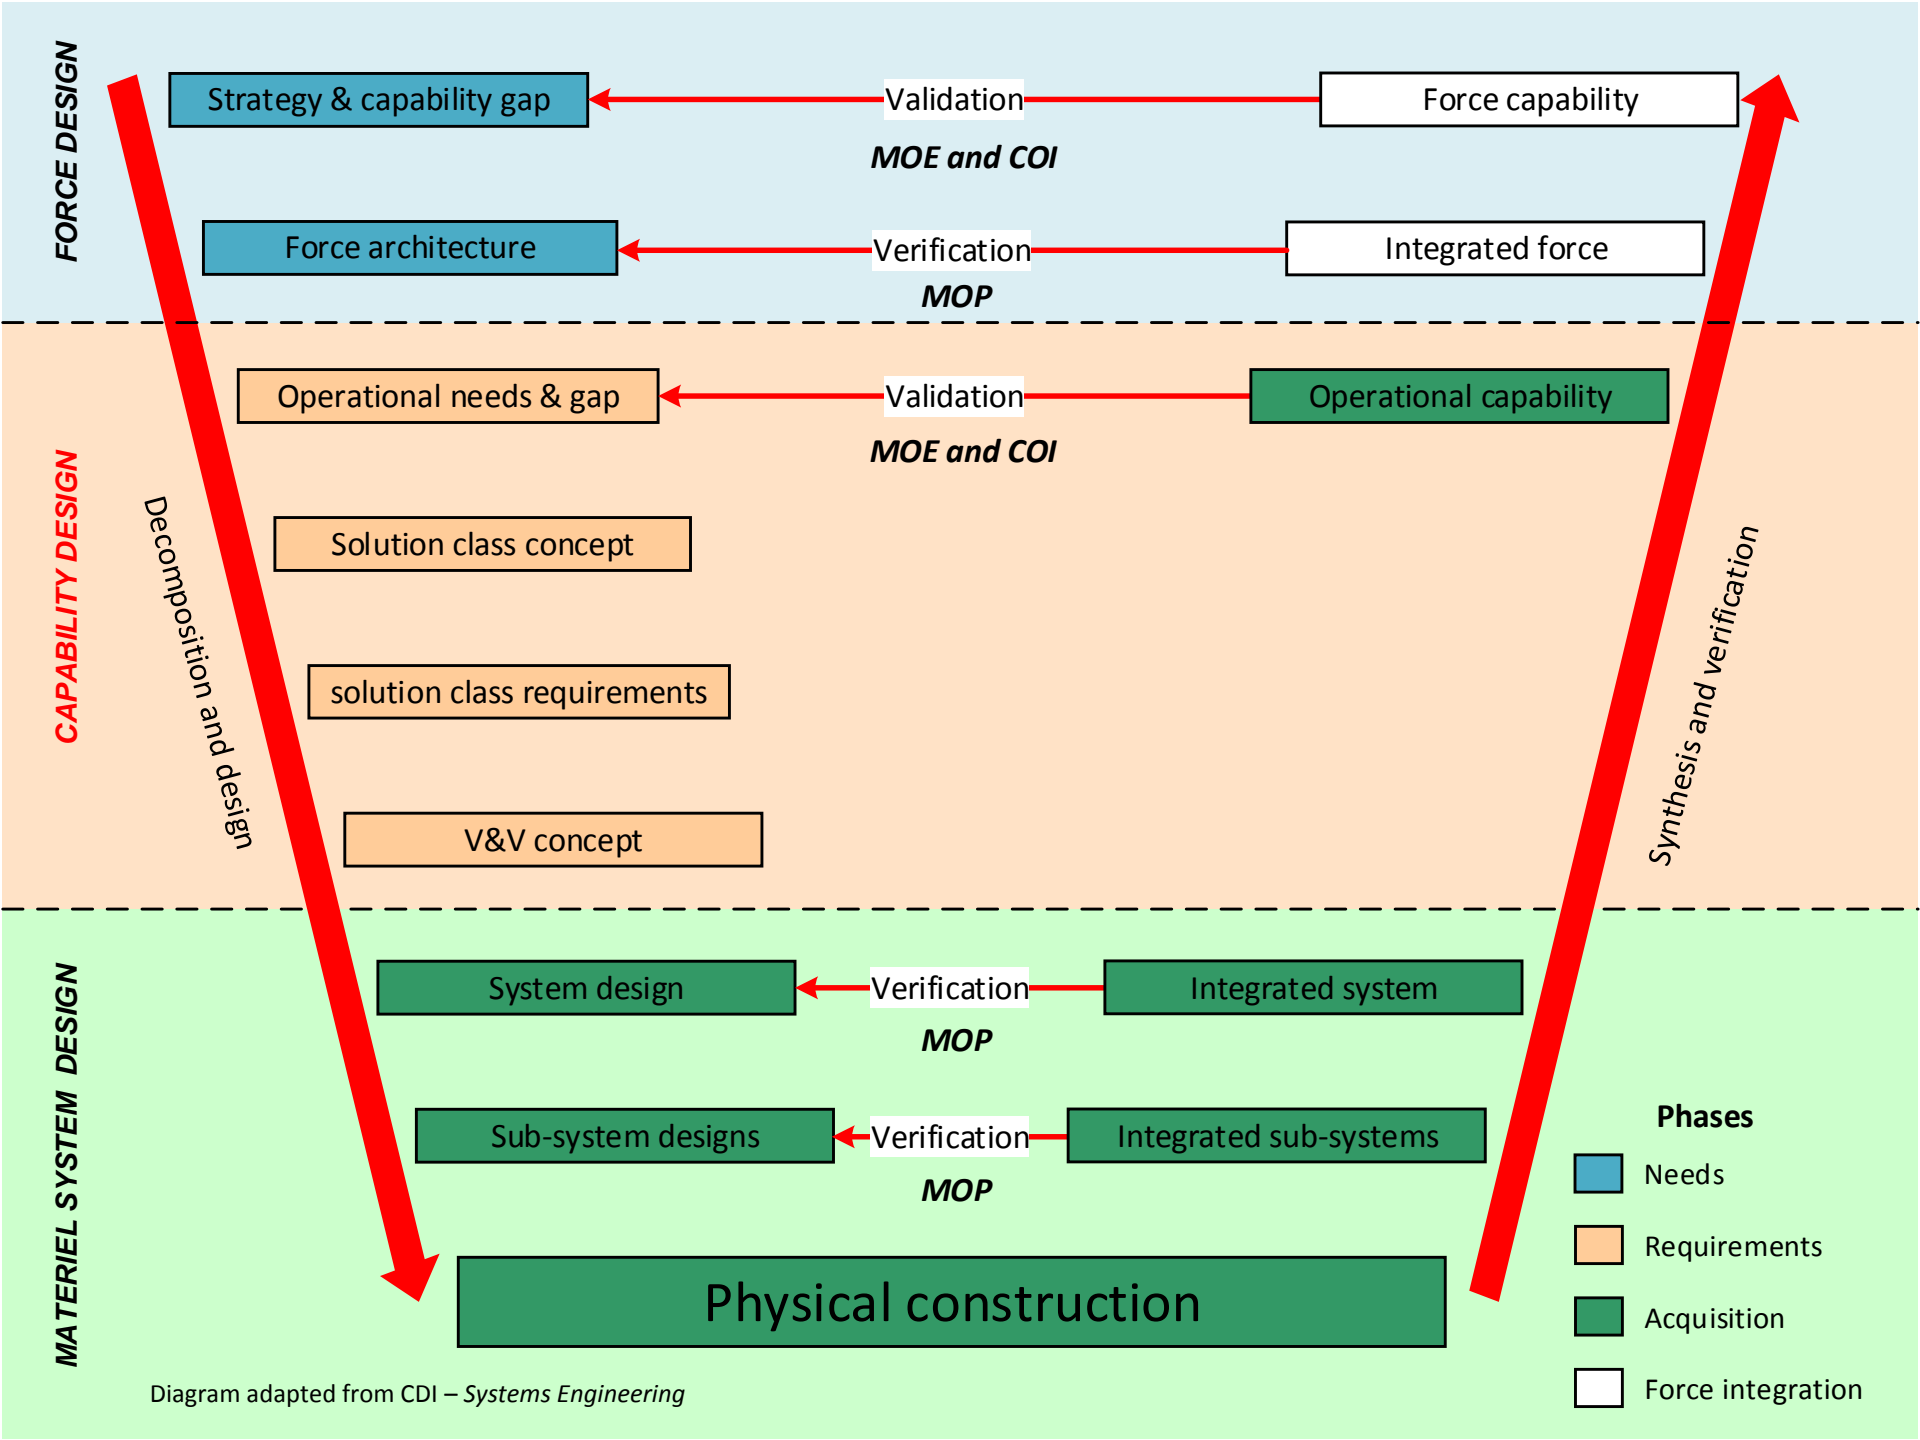 FORCE DESIGN
Strategy & capability gap
Validation
Force capability
MOE and COI
Force architecture
Verification
Integrated force
MOP
CAPABILITY DESIGN
Operational needs & gap
Validation
Operational capability
MOE and COI
Decomposition and design
Solution class concept
Synthesis and verification
solution class requirements
V&V concept
MATERIEL SYSTEM DESIGN
System design
Verification
Integrated system
MOP
Sub-system designs
Verification
Integrated sub-systems
MOP
Physical construction
Phases
Needs
Requirements
Acquisition
Force integration
Diagram adapted from CDI – Systems Engineering